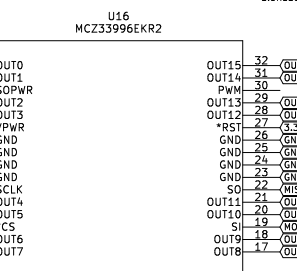 U16
MCZ33996EKR2
OUT15 32
OUT1 OUT14 31
SOPWR PWM 30
OUT2 OUT13 29
OUT3 OUT12 28
VPWR *RST 27 3.3
GND GND 26
GND GND 25
GND GND 24
GND GND 23
SCLK SO 22
OUT4 OUT11 21
OUT5 OUT10 20
CS SI 19
OUT6 OUT9 18
OUT7 OUT8 17